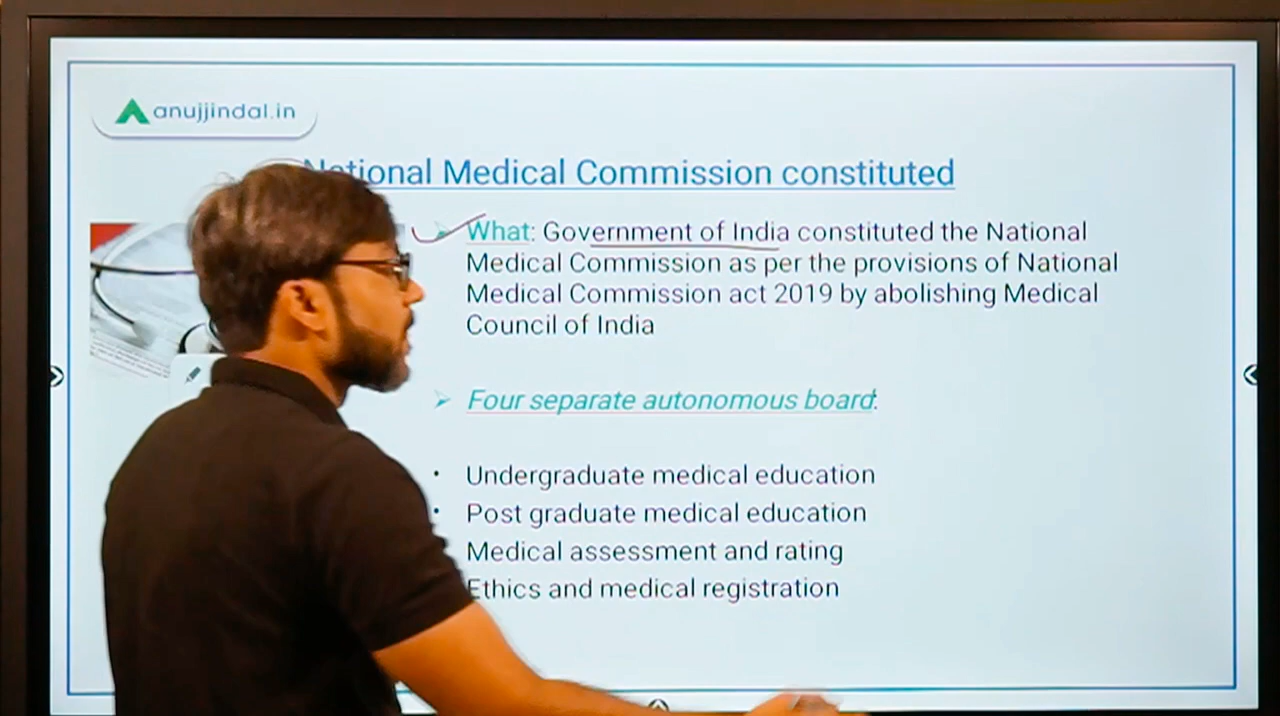 anujjindal.in
National Medical Commission constituted
➢ What: Government of India constituted the National
Medical Commission as per the provisions of National
Medical Commission act 2019 by abolishing Medical
Council of India
➢ Four separate autonomous board:
• Undergraduate medical education
• Post graduate medical education
Medical assessment and rating
Ethics and medical registration